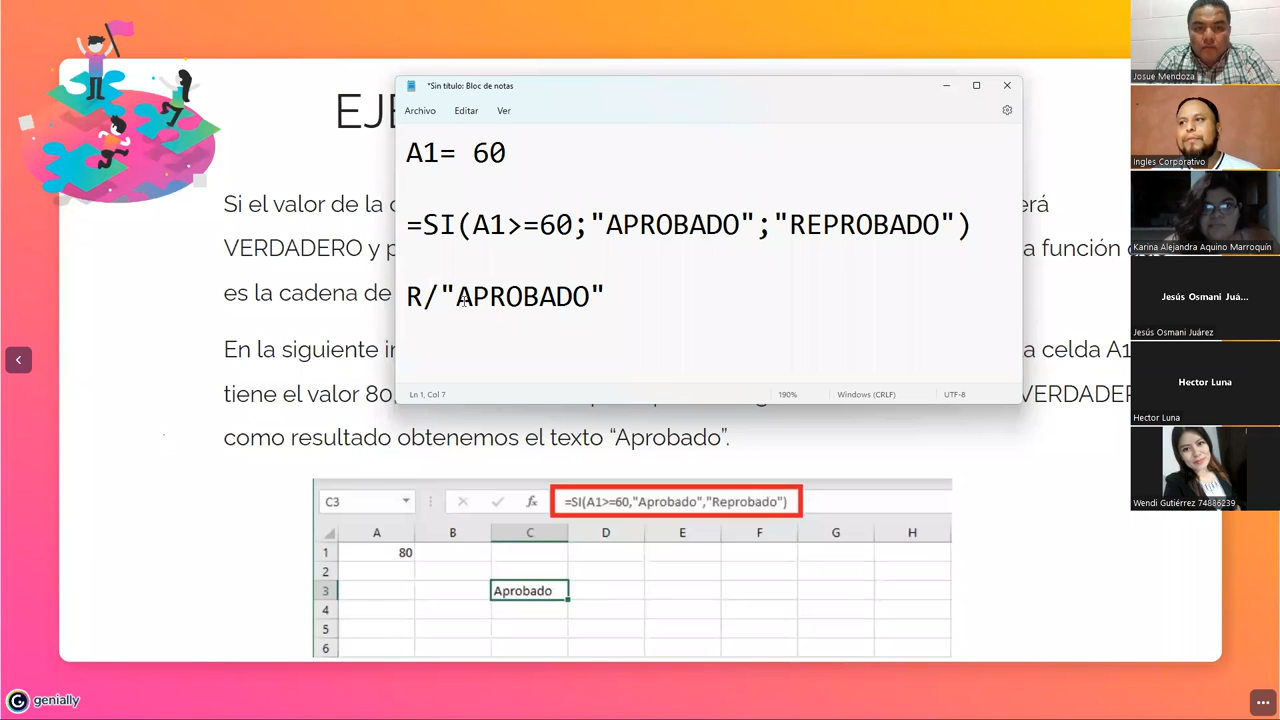 EJE
Si el valor de la c
erá
VERDADERO y p
a función
es la cadena de
En la siguiente i
a celda A1
tiene el valor 80
VERDADER
como resultado obtenemos el texto “Aprobado”.
*Sin título: Bloc de notas
Archivo Editar Ver
A1= 60
=SI(A1>=60;"APROBADO";"REPROBADO")
R/"APROBADO"
Ln 1, Col 7 190% Windows (CRLF) UTF-8
C3 fx =SI(A1>=60,"Aprobado","Reprobado")
A B C D E F G H
1 80
2
3 Aprobado
4
5
6
genially
Josue Mendoza
Ingles Corporativo
Karina Alejandra Aquino Marroquín
Jesús Osmani Juá...
Jesús Osmani Juárez
Hector Luna
Hector Luna
Wendi Gutiérrez 74886239